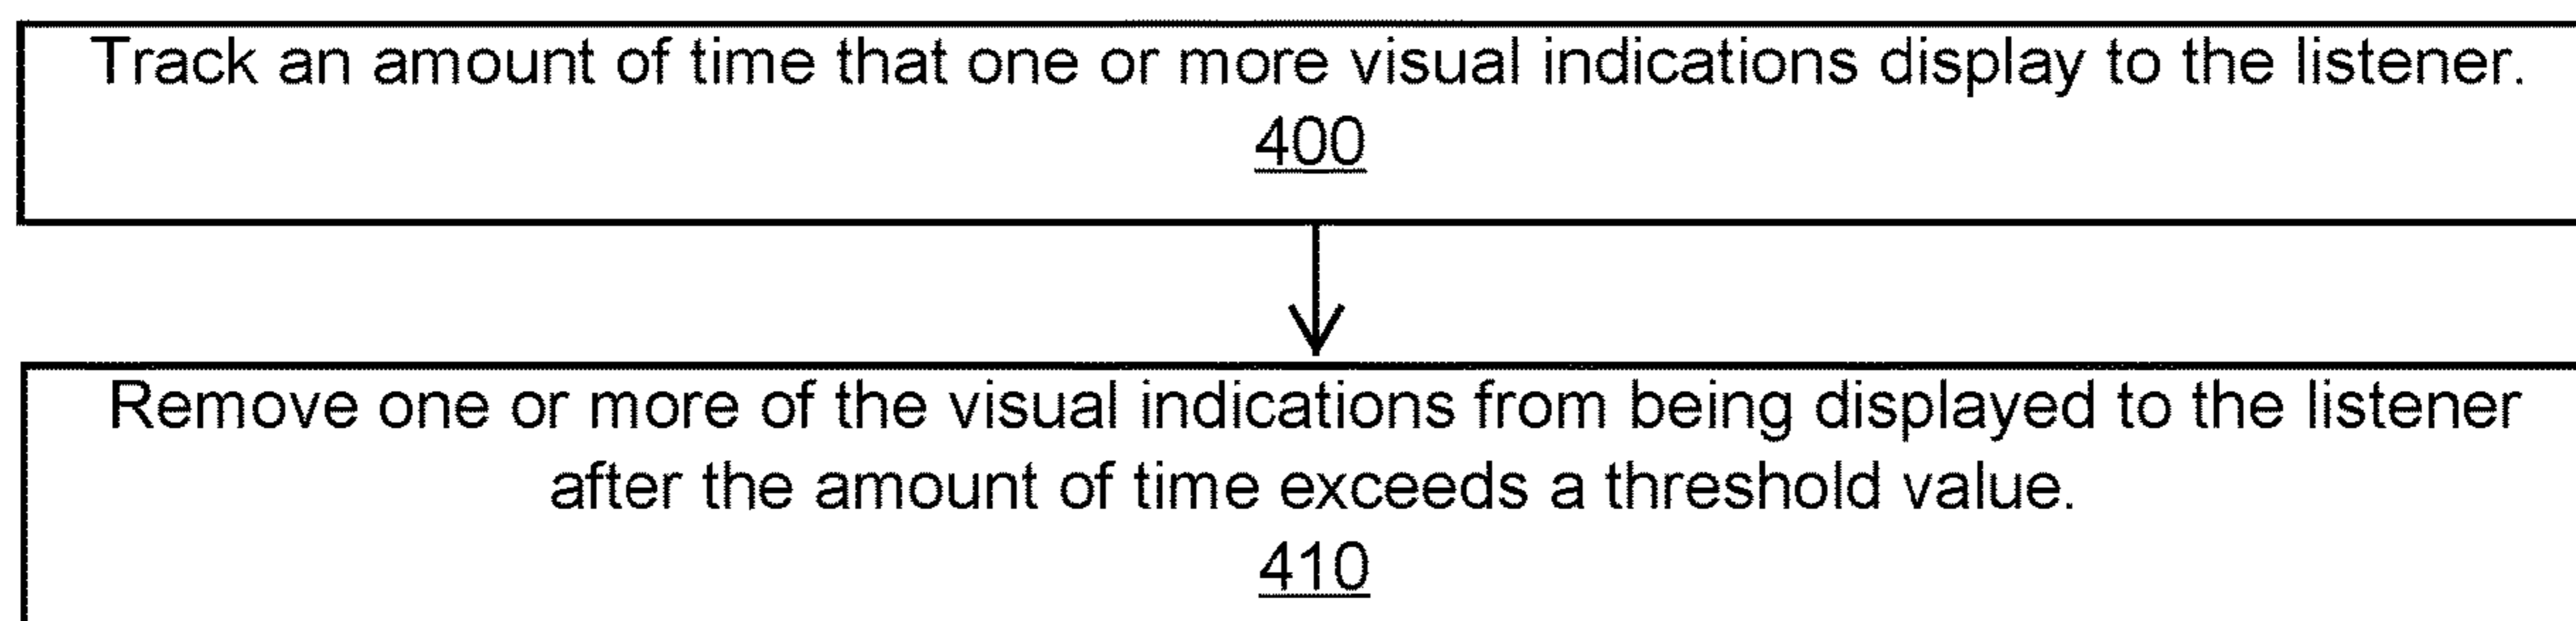 Track an amount of time that one or more visual indications display to the listener.
400
Remove one or more of the visual indications from being displayed to the listener
after the amount of time exceeds a threshold value.
410